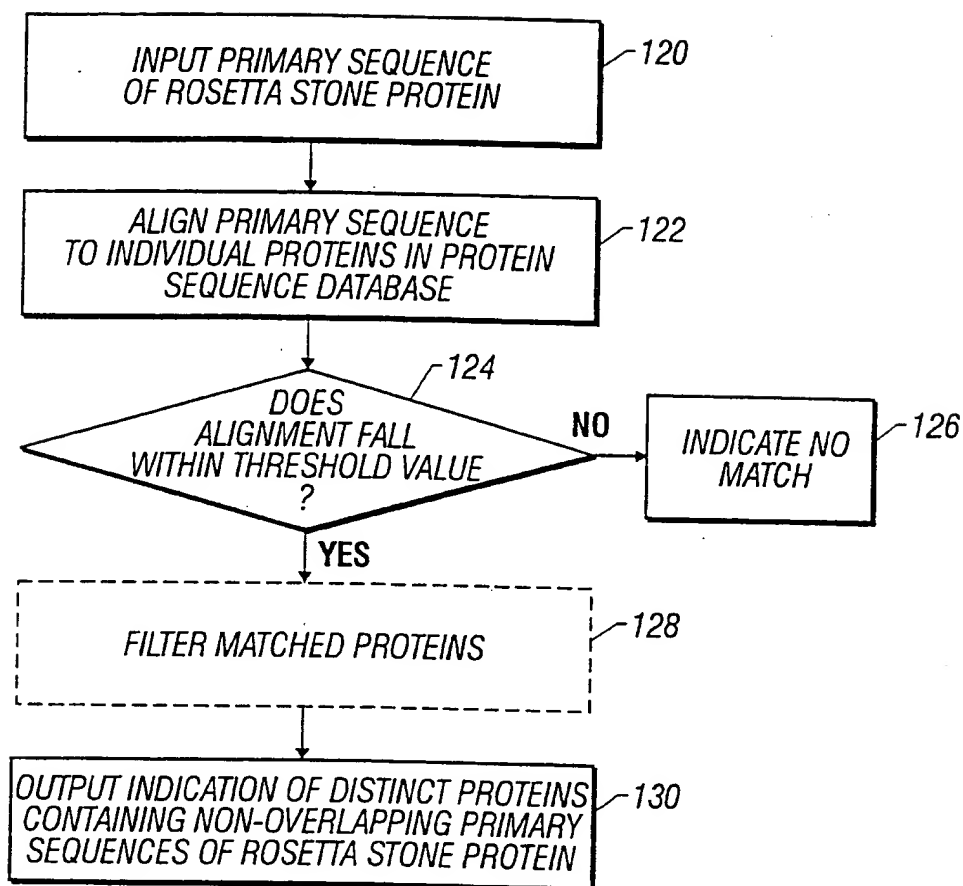 INPUT PRIMARY SEQUENCE
OF ROSETTA STONE PROTEIN
120
ALIGN PRIMARY SEQUENCE
TO INDIVIDUAL PROTEINS IN PROTEIN
SEQUENCE DATABASE
122
124
DOES
ALIGNMENT FALL
WITHIN THRESHOLD VALUE
?
NO
INDICATE NO
MATCH
126
YES
FILTER MATCHED PROTEINS
128
OUTPUT INDICATION OF DISTINCT PROTEINS
CONTAINING NON-OVERLAPPING PRIMARY
SEQUENCES OF ROSETTA STONE PROTEIN
130